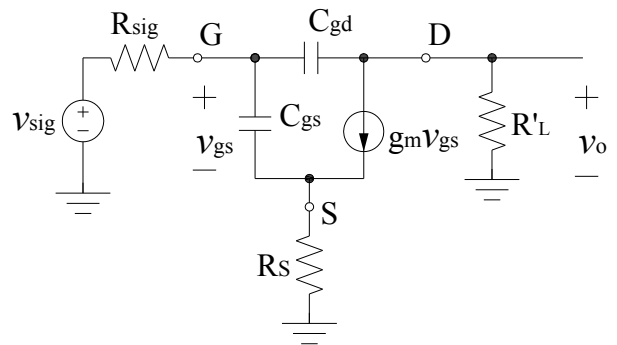 Rsig
G
Cgd
D
+
−
vsig
+
vgs
−
Cgs
gmvgs
R'L
+
vo
−
S
RS